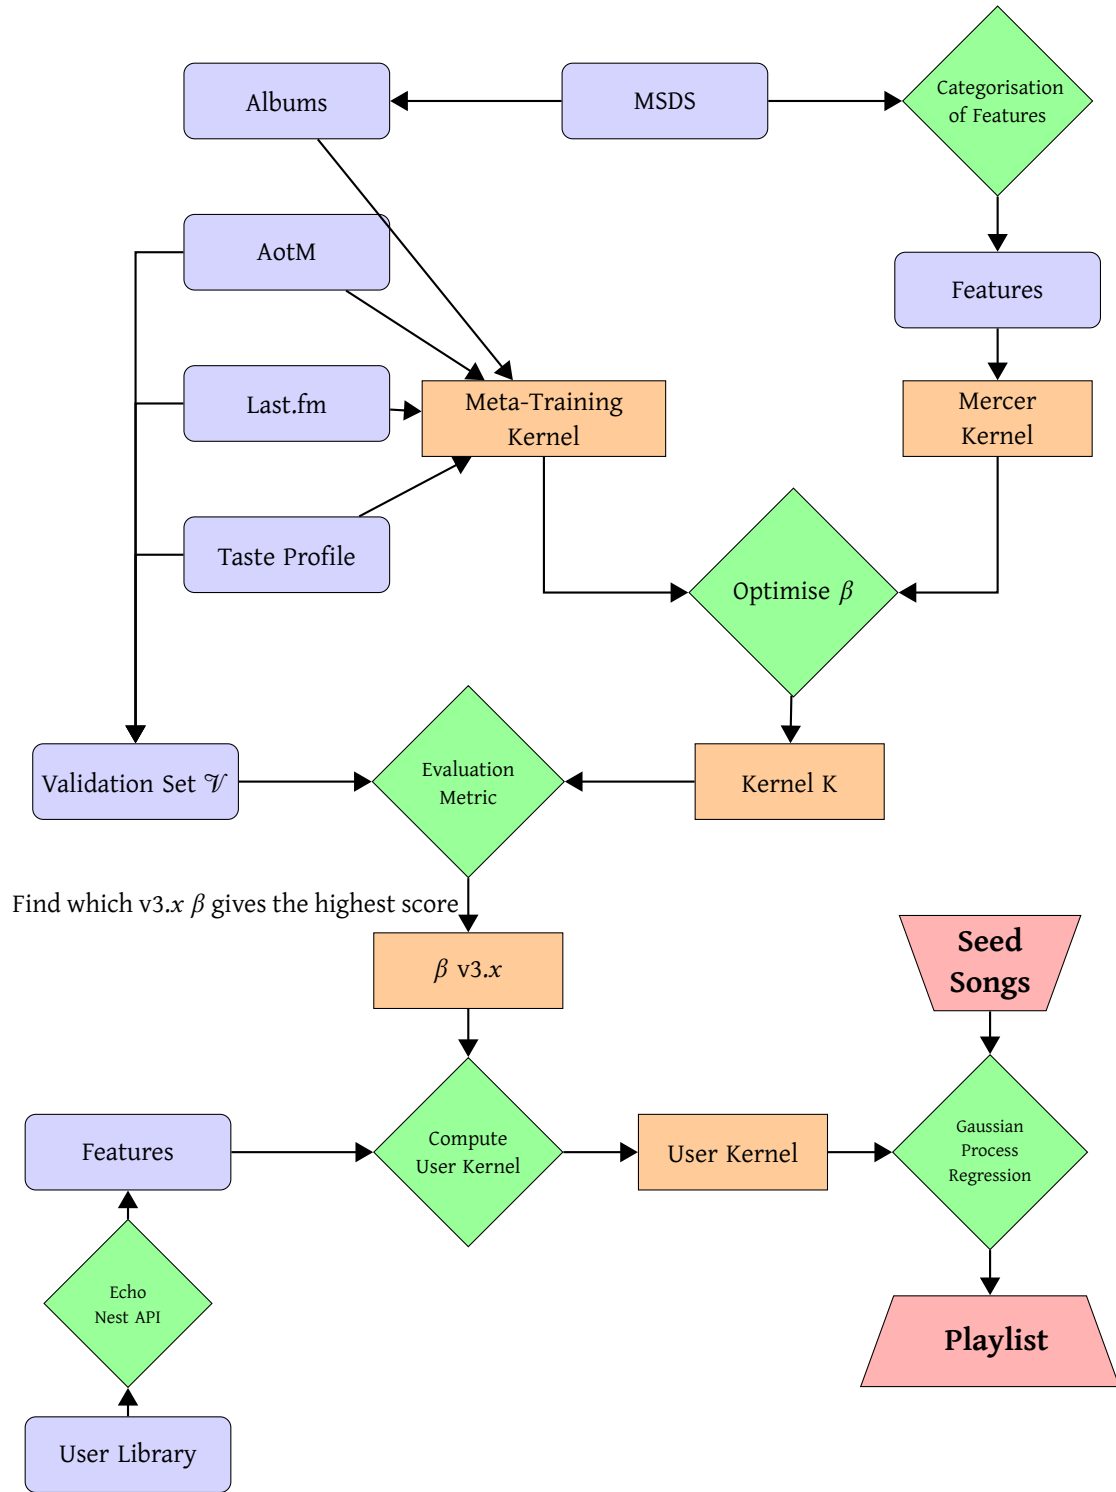 Albums
MSDS
Categorisation
of Features
AotM
Features
Last.fm
Meta-Training
Kernel
Mercer
Kernel
Taste Profile
Optimise β
Validation Set 𝒱
Evaluation
Metric
Kernel K
Find which v3.x β gives the highest score
β v3.x
Seed
Songs
Features
Compute
User Kernel
User Kernel
Gaussian
Process
Regression
Echo
Nest API
Playlist
User Library